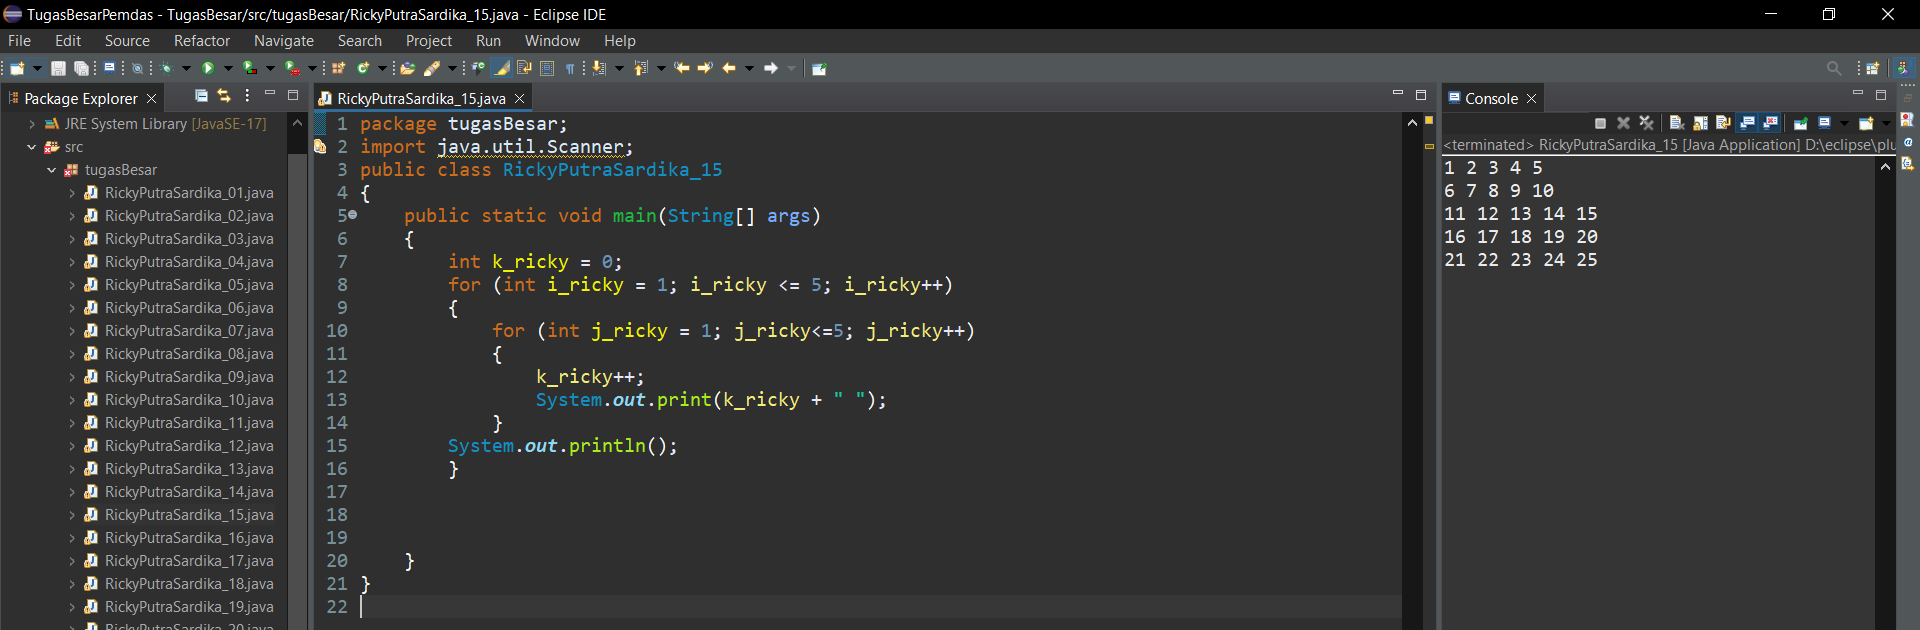 TugasBesarPemdas - TugasBesar/src/tugasBesar/RickyPutraSardika_15.java - Eclipse IDE
File Edit Source Refactor Navigate Search Project Run Window Help
Package Explorer
JRE System Library [JavaSE-17]
src
tugasBesar
RickyPutraSardika_01.java
RickyPutraSardika_02.java
RickyPutraSardika_03.java
RickyPutraSardika_04.java
RickyPutraSardika_05.java
RickyPutraSardika_06.java
RickyPutraSardika_07.java
RickyPutraSardika_08.java
RickyPutraSardika_09.java
RickyPutraSardika_10.java
RickyPutraSardika_11.java
RickyPutraSardika_12.java
RickyPutraSardika_13.java
RickyPutraSardika_14.java
RickyPutraSardika_15.java
RickyPutraSardika_16.java
RickyPutraSardika_17.java
RickyPutraSardika_18.java
RickyPutraSardika_19.java
RickyPutraSardika_20.java
RickyPutraSardika_15.java
1 package tugasBesar;
2 import java.util.Scanner;
3 public class RickyPutraSardika_15
4 {
5     public static void main(String[] args)
6     {
7         int k_ricky = 0;
8         for (int i_ricky = 1; i_ricky <= 5; i_ricky++)
9         {
10             for (int j_ricky = 1; j_ricky<=5; j_ricky++)
11             {
12                 k_ricky++;
13                 System.out.print(k_ricky + " ");
14             }
15         System.out.println();
16         }
17
18
19
20     }
21 }
22
Console
<terminated> RickyPutraSardika_15 [Java Application] D:\eclipse\plu
1 2 3 4 5
6 7 8 9 10
11 12 13 14 15
16 17 18 19 20
21 22 23 24 25